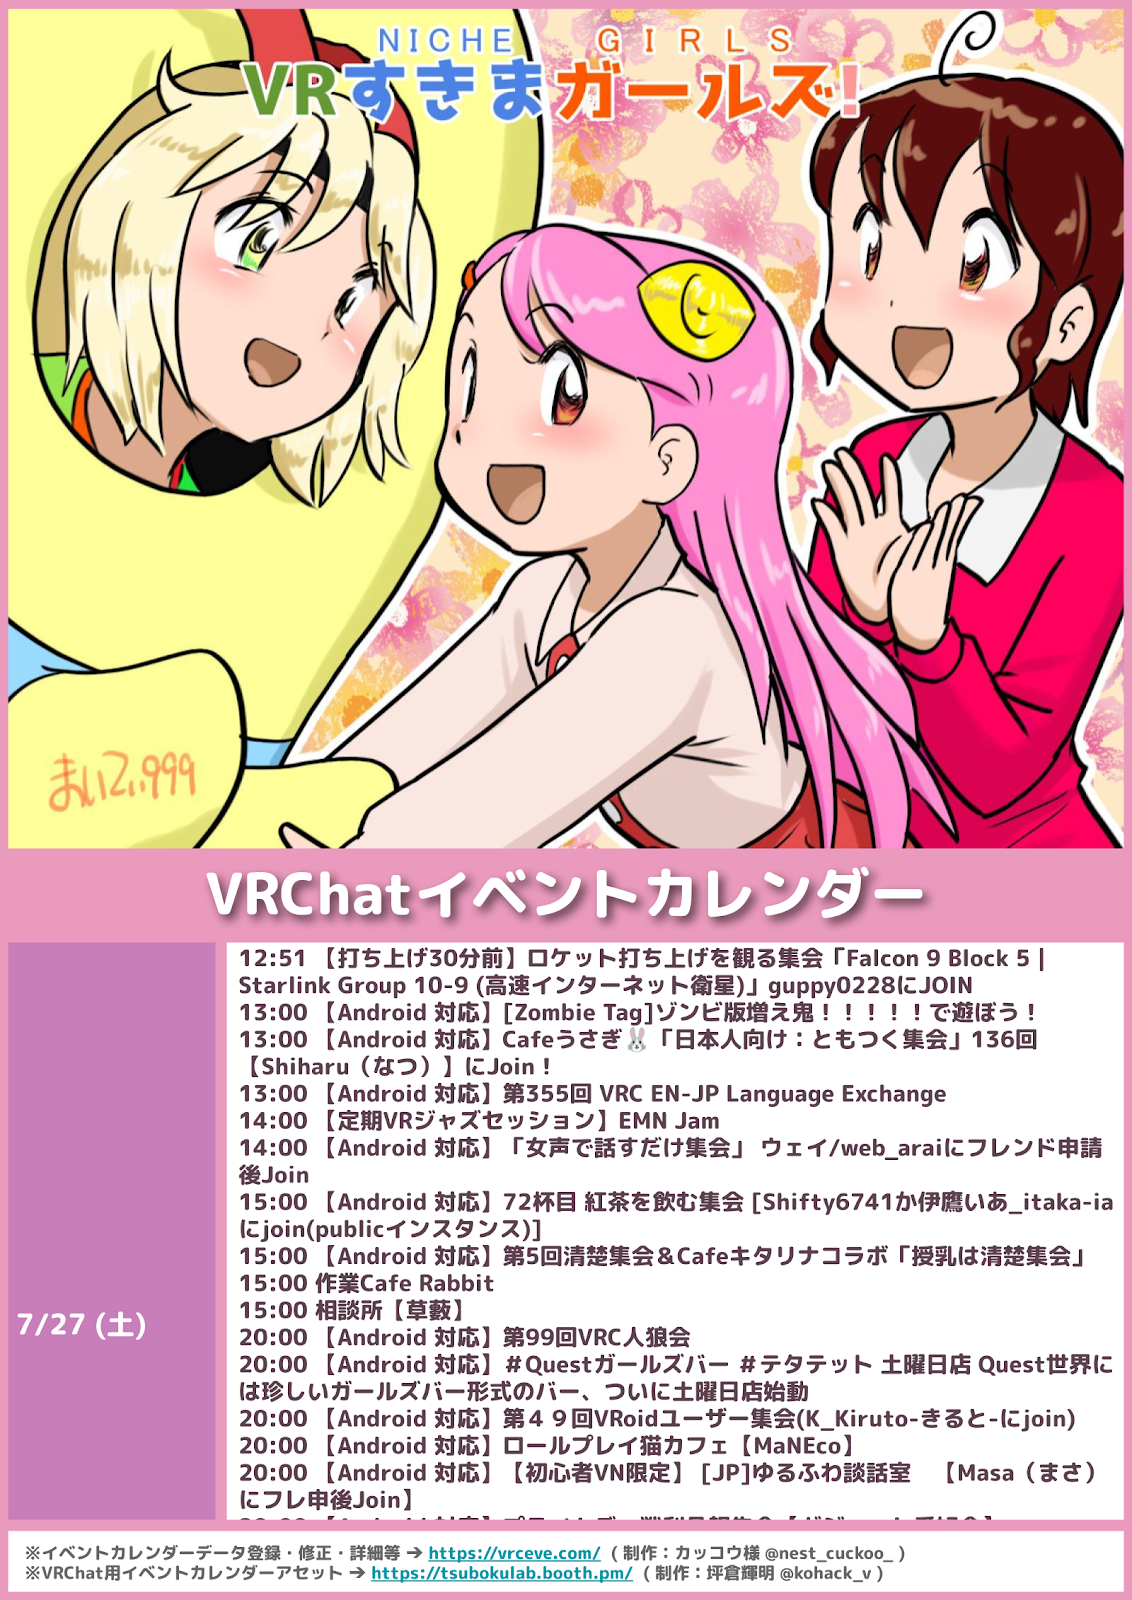 NICHE GIRLS
VRすきまガールズ!
まいてぃ999
VRChatイベントカレンダー
7/27 (土)
12:51 【打ち上げ30分前】ロケット打ち上げを観る集会「Falcon 9 Block 5 |
Starlink Group 10-9 (高速インターネット衛星)」guppy0228にJOIN
13:00 【Android 対応】[Zombie Tag]ゾンビ版増え鬼！！！！！で遊ぼう！
13:00 【Android 対応】Cafeうさぎ🐰「日本人向け：ともつく集会」136回
【Shiharu（なつ）】にJoin！
13:00 【Android 対応】第355回 VRC EN-JP Language Exchange
14:00 【定期VRジャズセッション】EMN Jam
14:00 【Android 対応】「女声で話すだけ集会」 ウェイ/web_araiにフレンド申請
後Join
15:00 【Android 対応】72杯目 紅茶を飲む集会 [Shifty6741か伊鷹いあ_itaka-ia
にjoin(publicインスタンス)]
15:00 【Android 対応】第5回清楚集会＆Cafeキタリナコラボ「授乳は清楚集会」
15:00 作業Cafe Rabbit
15:00 相談所【草藪】
20:00 【Android 対応】第99回VRC人狼会
20:00 【Android 対応】＃Questガールズバー ＃テタテット 土曜日店 Quest世界に
は珍しいガールズバー形式のバー、ついに土曜日店始動
20:00 【Android 対応】第４９回VRoidユーザー集会(K_Kiruto-きると-にjoin)
20:00 【Android 対応】ロールプレイ猫カフェ【MaNEco】
20:00 【Android 対応】【初心者VN限定】 [JP]ゆるふわ談話室　【Masa（まさ）
にフレ申後Join】
※イベントカレンダーデータ登録・修正・詳細等 → https://vrceve.com/ ( 制作：カッコウ様 @nest_cuckoo_ )
※VRChat用イベントカレンダーアセット → https://tsubokulab.booth.pm/ ( 制作：坪倉輝明 @kohack_v )